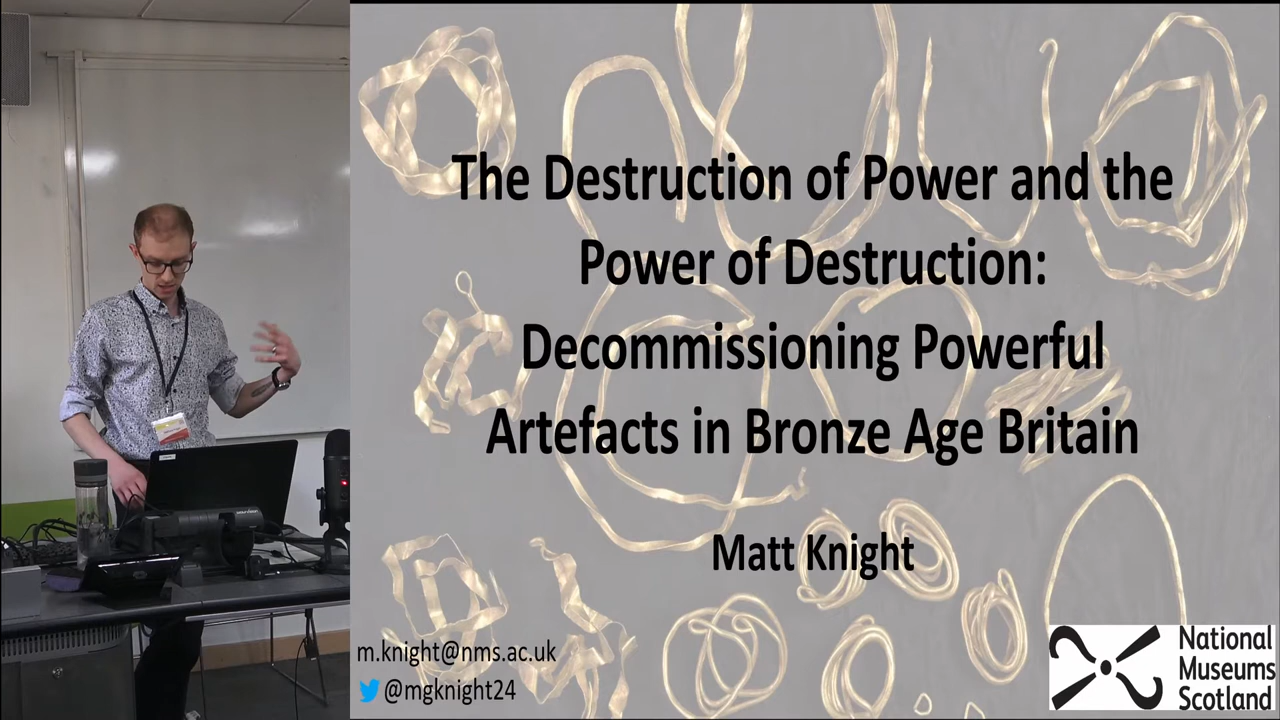 The Destruction of Power and the
Power of Destruction:
Decommissioning Powerful
Artefacts in Bronze Age Britain
Matt Knight
m.knight@nms.ac.uk
@mgknight24
National
Museums
Scotland